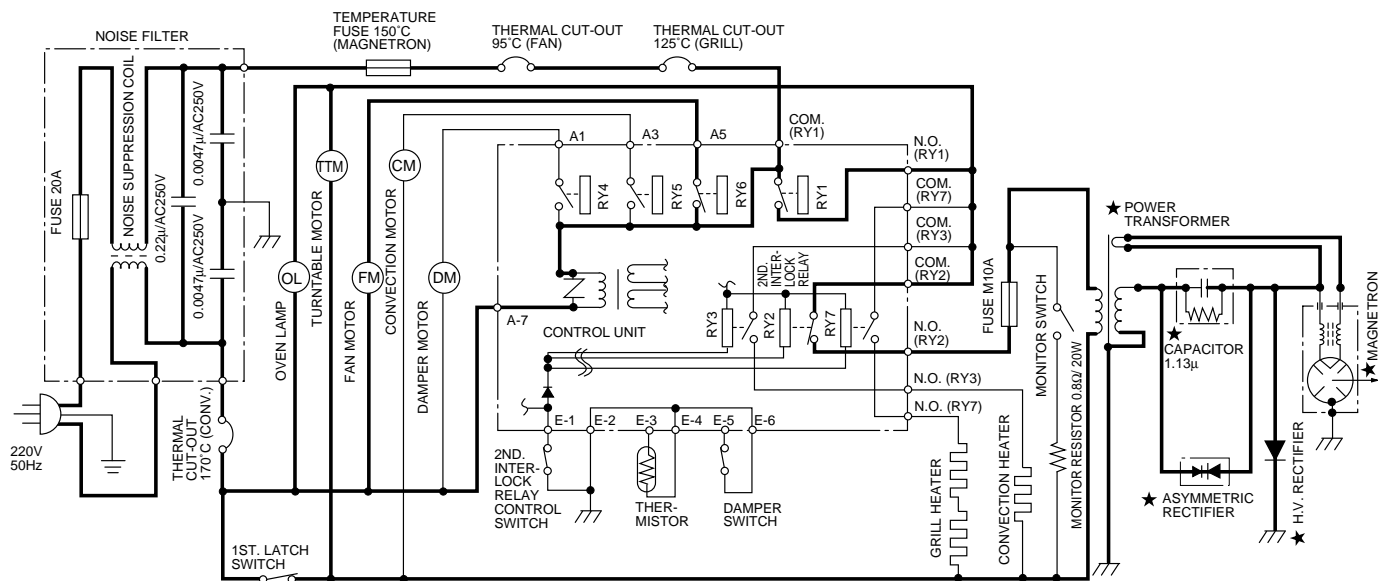 NOISE FILTER
TEMPERATURE
FUSE 150˚C
(MAGNETRON)
THERMAL CUT-OUT
95˚C (FAN)
THERMAL CUT-OUT
125˚C (GRILL)
FUSE 20A
NOISE SUPPRESSION COIL
0.22µ/AC250V
0.0047µ/AC250V
0.0047µ/AC250V
220V
50Hz
THERMAL
CUT-OUT
170˚C (CONV.)
1ST. LATCH
SWITCH
OL
OVEN LAMP
TTM
TURNTABLE MOTOR
FM
FAN MOTOR
CM
CONVECTION MOTOR
DM
DAMPER MOTOR
A1
A3
A5
COM.
(RY1)
RY4
RY5
RY6
RY1
N.O.
(RY1)
COM.
(RY7)
COM.
(RY3)
COM.
(RY2)
N.O.
(RY2)
N.O. (RY3)
N.O. (RY7)
A-7
CONTROL UNIT
2ND.
INTER-
LOCK
RELAY
RY3
RY2
RY7
E-1
E-2
E-3
E-4
E-5
E-6
2ND.
INTER-
LOCK
RELAY
CONTROL
SWITCH
THER-
MISTOR
DAMPER
SWITCH
GRILL HEATER
CONVECTION HEATER
FUSE M10A
MONITOR SWITCH
MONITOR RESISTOR 0.8Ω/ 20W
★ POWER
TRANSFORMER
★
CAPACITOR
1.13µ
★ ASYMMETRIC
RECTIFIER
★ H.V. RECTIFIER
★ MAGNETRON